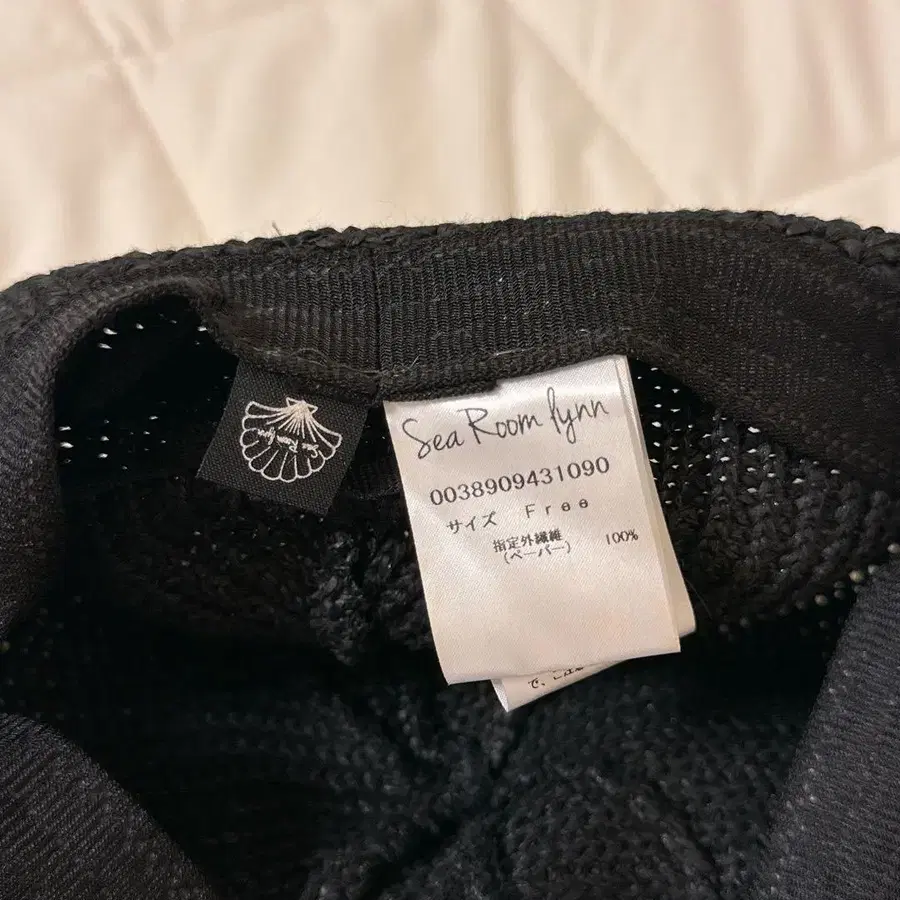 Sea Room lynn
0038909431090
サイズ Free
指定外繊維
(ペーパー) 100%